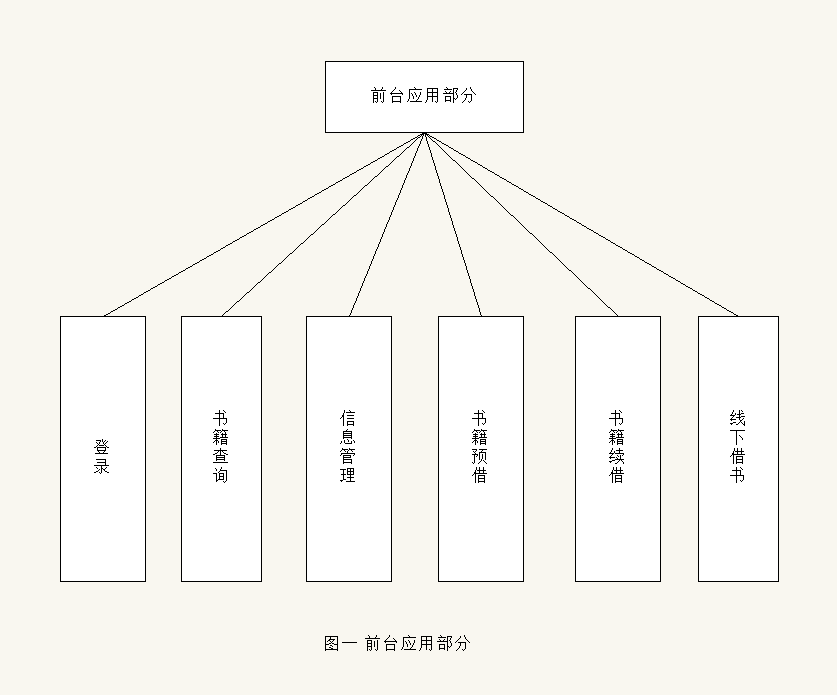 前台应用部分
登录
书籍查询
信息管理
书籍预借
书籍续借
线下借书
图一 前台应用部分